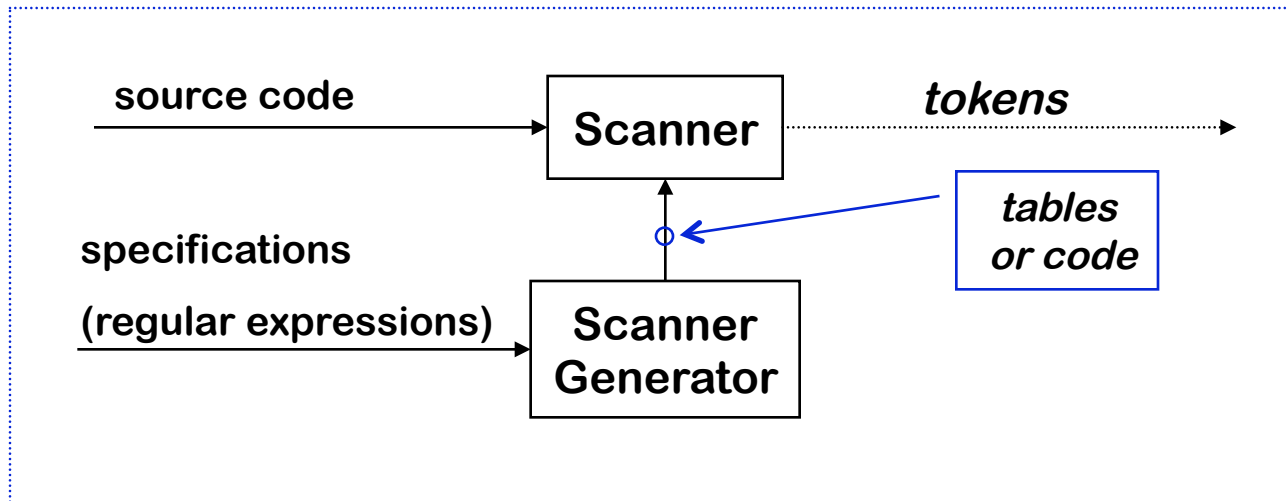 source code
Scanner
tokens
tables
or code
specifications
(regular expressions)
Scanner
Generator